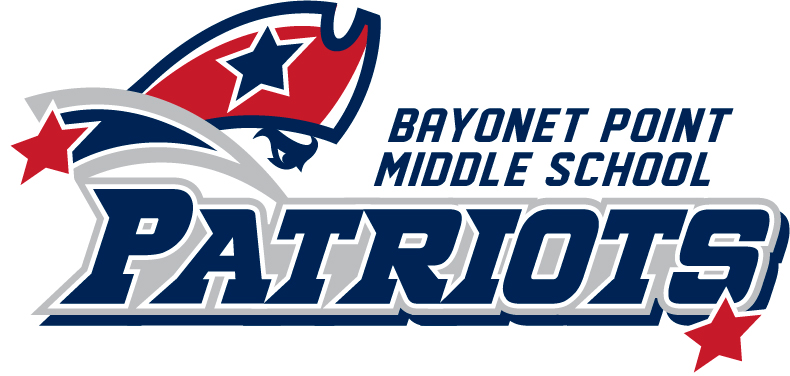 BAYONET POINT
MIDDLE SCHOOL
PATRIOTS